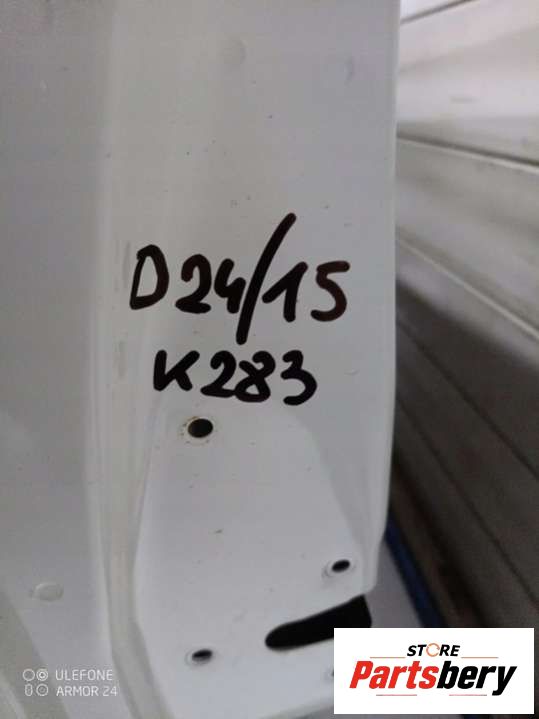 D24/15
K283
ULEFONE
ARMOR 24
STORE
Partsbery